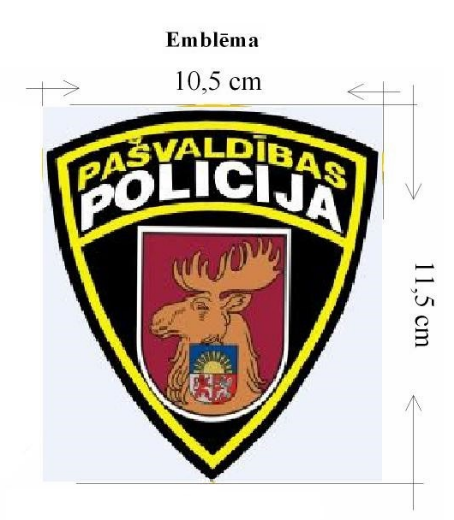 Emblēma
10,5 cm
PAŠVALDĪBAS
POLICIJA
11,5 cm